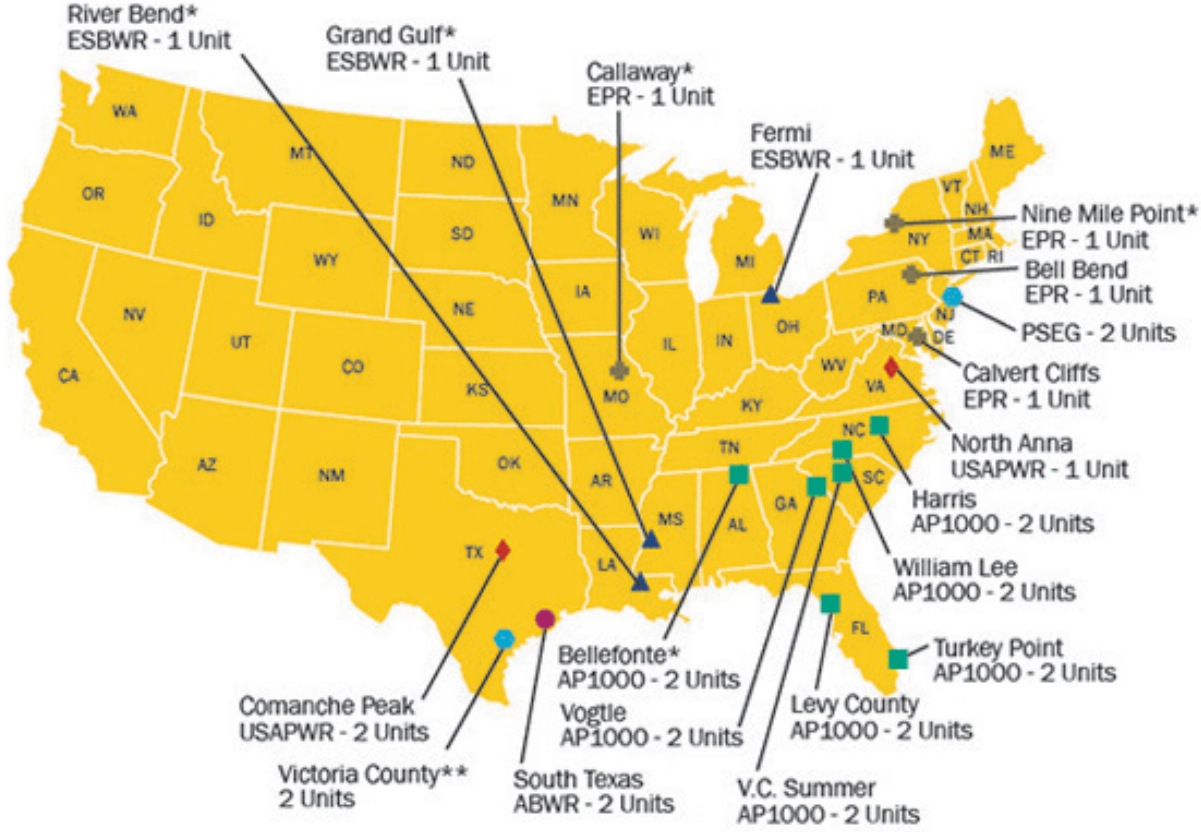 River Bend*
ESBWR - 1 Unit
Grand Gulf*
ESBWR - 1 Unit
Callaway*
EPR - 1 Unit
Fermi
ESBWR - 1 Unit
Nine Mile Point*
EPR - 1 Unit
Bell Bend
EPR - 1 Unit
PSEG - 2 Units
Calvert Cliffs
EPR - 1 Unit
North Anna
USAPWR - 1 Unit
Harris
AP1000 - 2 Units
William Lee
AP1000 - 2 Units
Turkey Point
AP1000 - 2 Units
Levy County
AP1000 - 2 Units
V.C. Summer
AP1000 - 2 Units
Bellefonte*
AP1000 - 2 Units
Vogtle
AP1000 - 2 Units
South Texas
ABWR - 2 Units
Comanche Peak
USAPWR - 2 Units
Victoria County**
2 Units
WA
OR
CA
NV
ID
MT
WY
UT
AZ
CO
NM
ND
SD
NE
KS
OK
TX
MN
IA
MO
AR
LA
WI
IL
MS
MI
IN
OH
KY
TN
AL
GA
FL
SC
NC
VA
WV
PA
NY
MD
DE
NJ
CT
RI
MA
NH
VT
ME